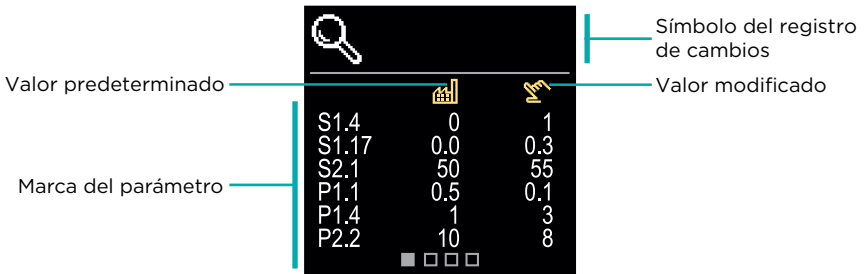 Símbolo del registro
de cambios
Valor predeterminado
Valor modificado
Marca del parámetro
S1.4 0 1
S1.17 0.0 0.3
S2.1 50 55
P1.1 0.5 0.1
P1.4 1 3
P2.2 10 8